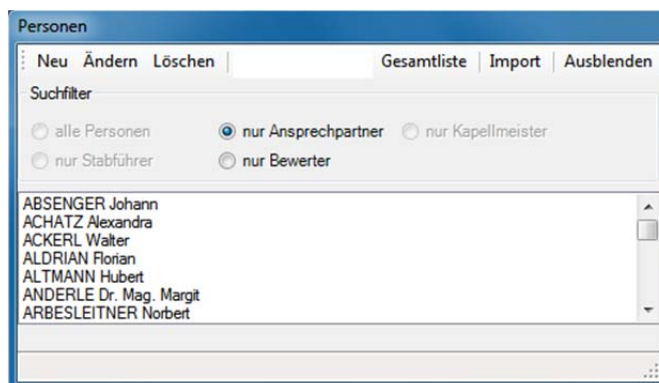 Personen
Neu Ändern Löschen Gesamtliste Import Ausblenden
Suchfilter
alle Personen nur Ansprechpartner nur Kapellmeister
nur Stabführer nur Bewerter
ABSENGER Johann
ACHATZ Alexandra
ACKERL Walter
ALDRIAN Florian
ALTMANN Hubert
ANDERLE Dr. Mag. Margit
ARBESLEITNER Norbert